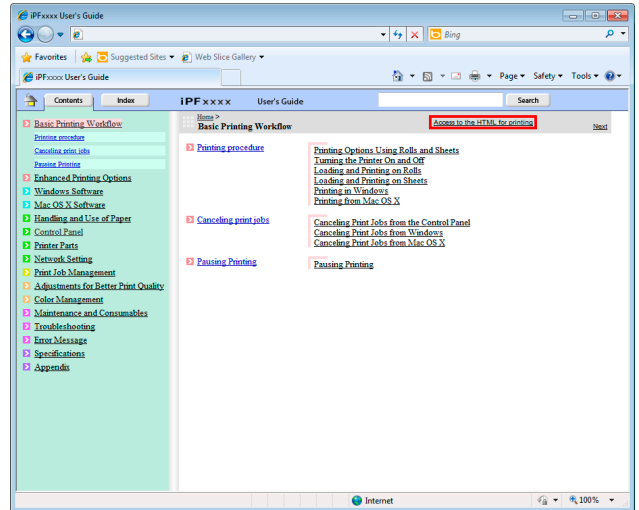 iPFxxxx User's Guide
Bing
Favorites
Suggested Sites
Web Slice Gallery
iPFxxxx User's Guide
Page
Safety
Tools
Contents
Index
iPFxxxx User's Guide
Search
Home >
Basic Printing Workflow
Access to the HTML for printing
Next
Basic Printing Workflow
Printing procedure
Canceling print jobs
Pausing Printing
Enhanced Printing Options
Windows Software
Mac OS X Software
Handling and Use of Paper
Control Panel
Printer Parts
Network Setting
Print Job Management
Adjustments for Better Print Quality
Color Management
Maintenance and Consumables
Troubleshooting
Error Message
Specifications
Appendix
Printing procedure
Printing Options Using Rolls and Sheets
Turning the Printer On and Off
Loading and Printing on Rolls
Loading and Printing on Sheets
Printing in Windows
Printing from Mac OS X
Canceling print jobs
Canceling Print Jobs from the Control Panel
Canceling Print Jobs from Windows
Canceling Print Jobs from Mac OS X
Pausing Printing
Pausing Printing
Internet
100%